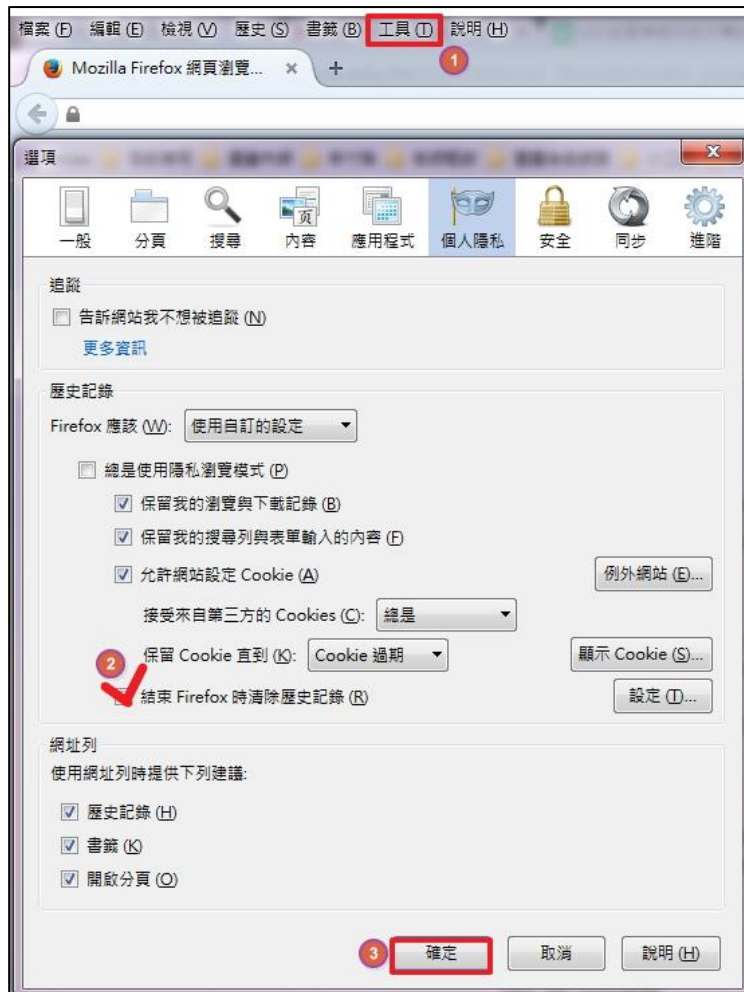 檔案 (F) 編輯 (E) 檢視 (V) 歷史 (S) 書籤 (B) 工具 (T) 說明 (H)
1
Mozilla Firefox 網頁瀏覽... × +
選項
一般 分頁 搜尋 內容 應用程式 個人隱私 安全 同步 進階
追蹤
告訴網站我不想被追蹤 (N)
更多資訊
歷史記錄
Firefox 應該 (W): 使用自訂的設定
總是使用隱私瀏覽模式 (P)
保留我的瀏覽與下載記錄 (B)
保留我的搜尋列與表單輸入的內容 (F)
允許網站設定 Cookie (A) 例外網站 (E)...
接受來自第三方的 Cookies (C): 總是
2
保留 Cookie 直到 (K): Cookie 過期 顯示 Cookie (S)...
結束 Firefox 時清除歷史記錄 (R) 設定 (T)...
網址列
使用網址列時提供下列建議:
歷史記錄 (H)
書籤 (K)
開啟分頁 (O)
3 確定 取消 說明 (H)